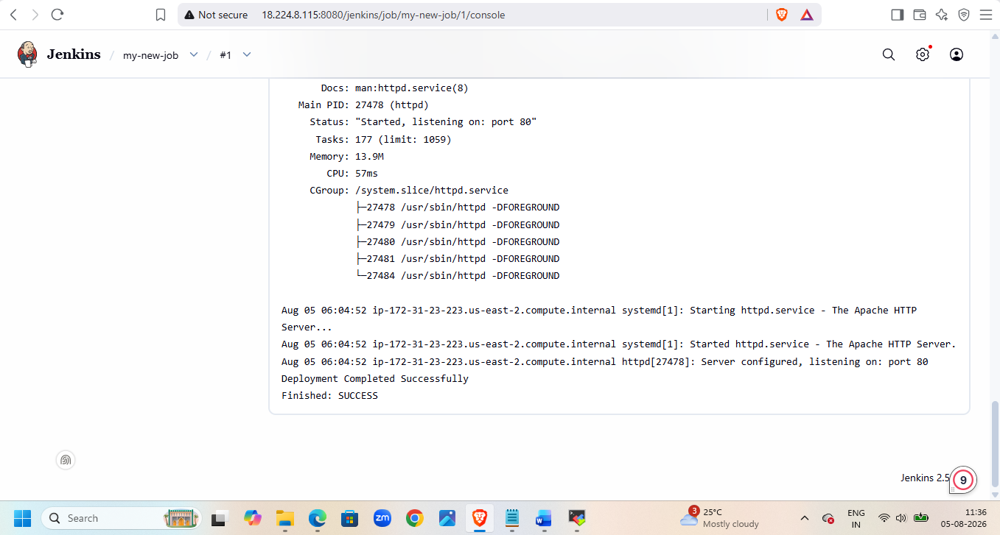 Not secure 18.224.8.115:8080/jenkins/job/my-new-job/1/console
Jenkins / my-new-job / #1
Docs: man:httpd.service(8)
Main PID: 27478 (httpd)
Status: "Started, listening on: port 80"
Tasks: 177 (limit: 1059)
Memory: 13.9M
CPU: 57ms
CGroup: /system.slice/httpd.service
├─27478 /usr/sbin/httpd -DFOREGROUND
├─27479 /usr/sbin/httpd -DFOREGROUND
├─27480 /usr/sbin/httpd -DFOREGROUND
├─27481 /usr/sbin/httpd -DFOREGROUND
└─27484 /usr/sbin/httpd -DFOREGROUND
Aug 05 06:04:52 ip-172-31-23-223.us-east-2.compute.internal systemd[1]: Starting httpd.service - The Apache HTTP
Server...
Aug 05 06:04:52 ip-172-31-23-223.us-east-2.compute.internal systemd[1]: Started httpd.service - The Apache HTTP Server.
Aug 05 06:04:52 ip-172-31-23-223.us-east-2.compute.internal httpd[27478]: Server configured, listening on: port 80
Deployment Completed Successfully
Finished: SUCCESS
Jenkins 2.5
9
Search
zm
W
3
25°C
Mostly cloudy
ENG
IN
11:36
05-08-2026